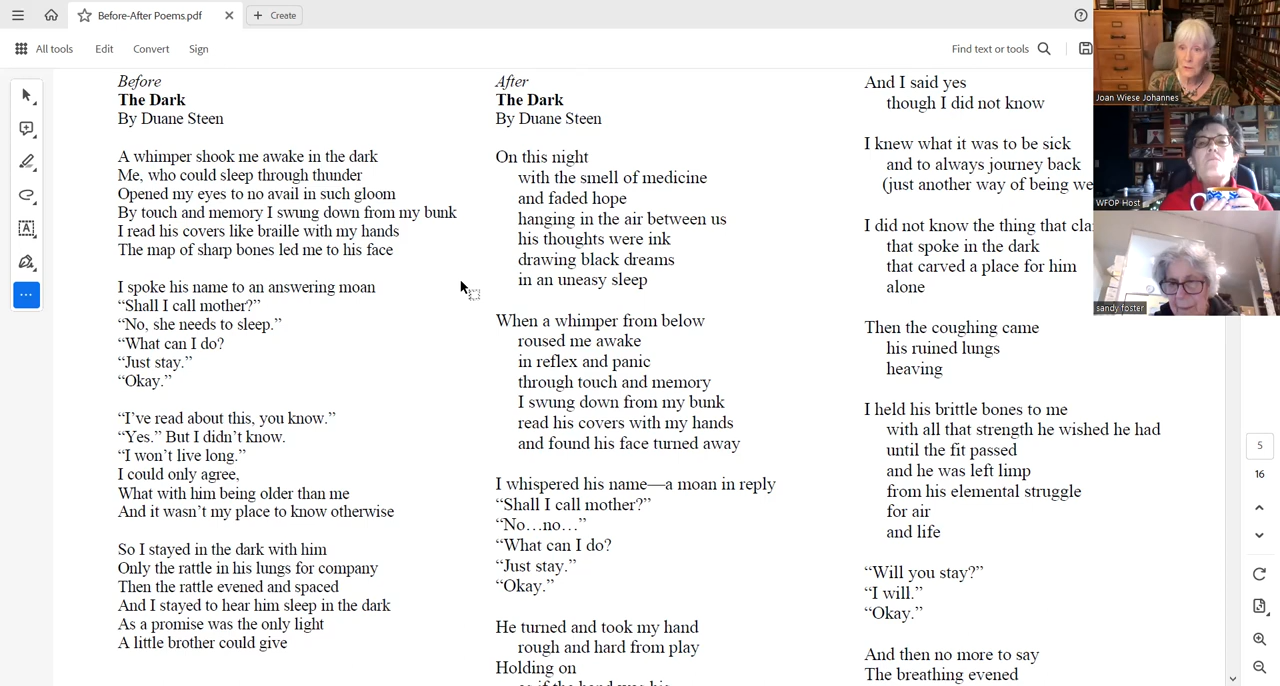 Before-After Poems.pdf
Create
All tools
Edit
Convert
Sign
Find text or tools
Before
The Dark
By Duane Steen
A whimper shook me awake in the dark
Me, who could sleep through thunder
Opened my eyes to no avail in such gloom
By touch and memory I swung down from my bunk
I read his covers like braille with my hands
The map of sharp bones led me to his face
I spoke his name to an answering moan
“Shall I call mother?”
“No, she needs to sleep.”
“What can I do?
“Just stay.”
“Okay.”
“I’ve read about this, you know.”
“Yes.” But I didn’t know.
“I won’t live long.”
I could only agree,
What with him being older than me
And it wasn’t my place to know otherwise
So I stayed in the dark with him
Only the rattle in his lungs for company
Then the rattle evened and spaced
And I stayed to hear him sleep in the dark
As a promise was the only light
A little brother could give
After
The Dark
By Duane Steen
On this night
with the smell of medicine
and faded hope
hanging in the air between us
his thoughts were ink
drawing black dreams
in an uneasy sleep
When a whimper from below
roused me awake
in reflex and panic
through touch and memory
I swung down from my bunk
read his covers with my hands
and found his face turned away
I whispered his name—a moan in reply
“Shall I call mother?”
“No…no…”
“What can I do?
“Just stay.”
“Okay.”
He turned and took my hand
rough and hard from play
Holding on
And I said yes
though I did not know
I knew what it was to be sick
and to always journey back
(just another way of being we
I did not know the thing that cla
that spoke in the dark
that carved a place for him
alone
Then the coughing came
his ruined lungs
heaving
I held his brittle bones to me
with all that strength he wished he had
until the fit passed
and he was left limp
from his elemental struggle
for air
and life
“Will you stay?”
“I will.”
“Okay.”
And then no more to say
The breathing evened
Joan Wiese Johannes
WFOP Host
sandy foster
5
16